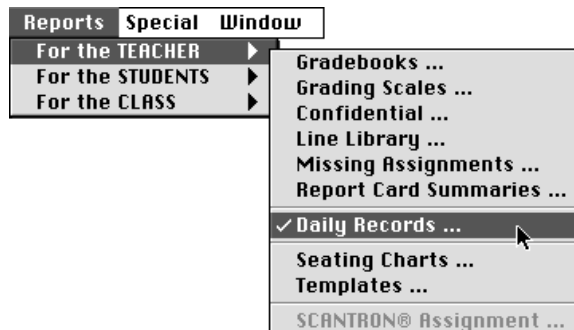 Reports Special Window
For the TEACHER
For the STUDENTS
For the CLASS
Gradebooks ...
Grading Scales ...
Confidential ...
Line Library ...
Missing Assignments ...
Report Card Summaries ...
✓ Daily Records ...
Seating Charts ...
Templates ...
SCANTRON® Assignment ...